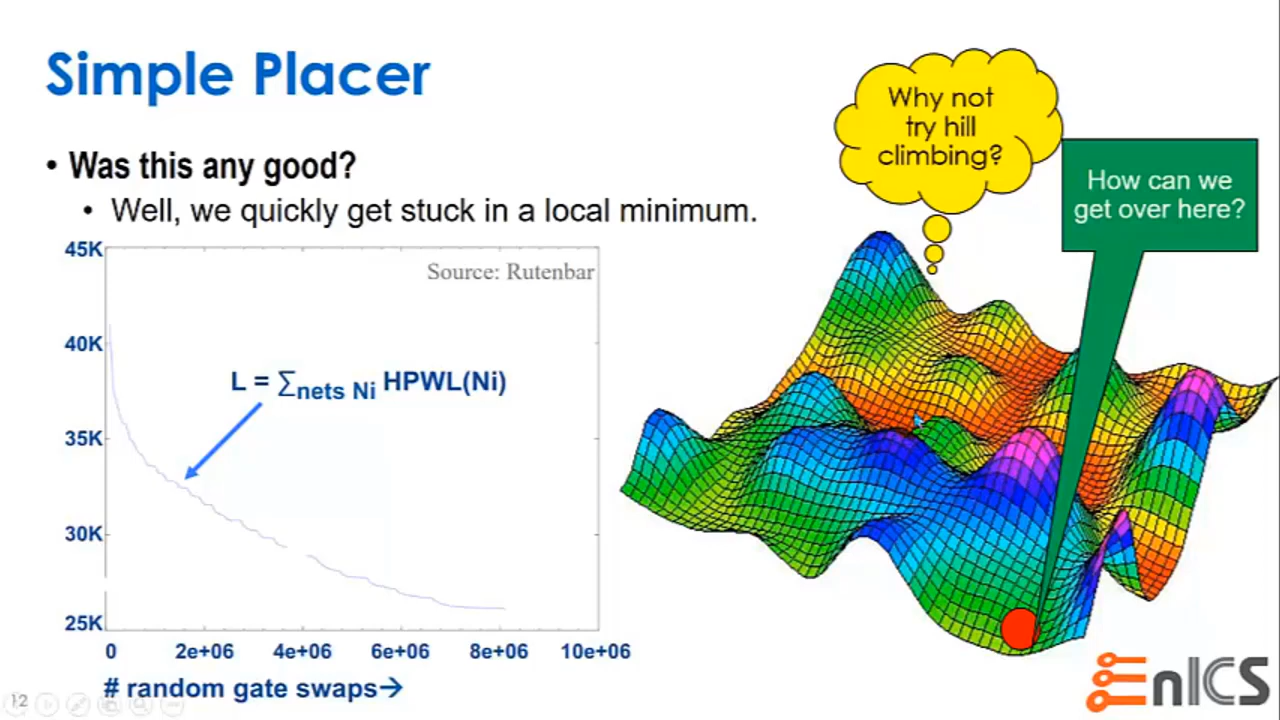 Simple Placer
• Was this any good?
• Well, we quickly get stuck in a local minimum.
Why not
try hill
climbing?
How can we
get over here?
45K
40K
35K
30K
25K
Source: Rutenbar
L = ∑nets Ni HPWL(Ni)
0 2e+06 4e+06 6e+06 8e+06 10e+06
# random gate swaps→
12
EnICS